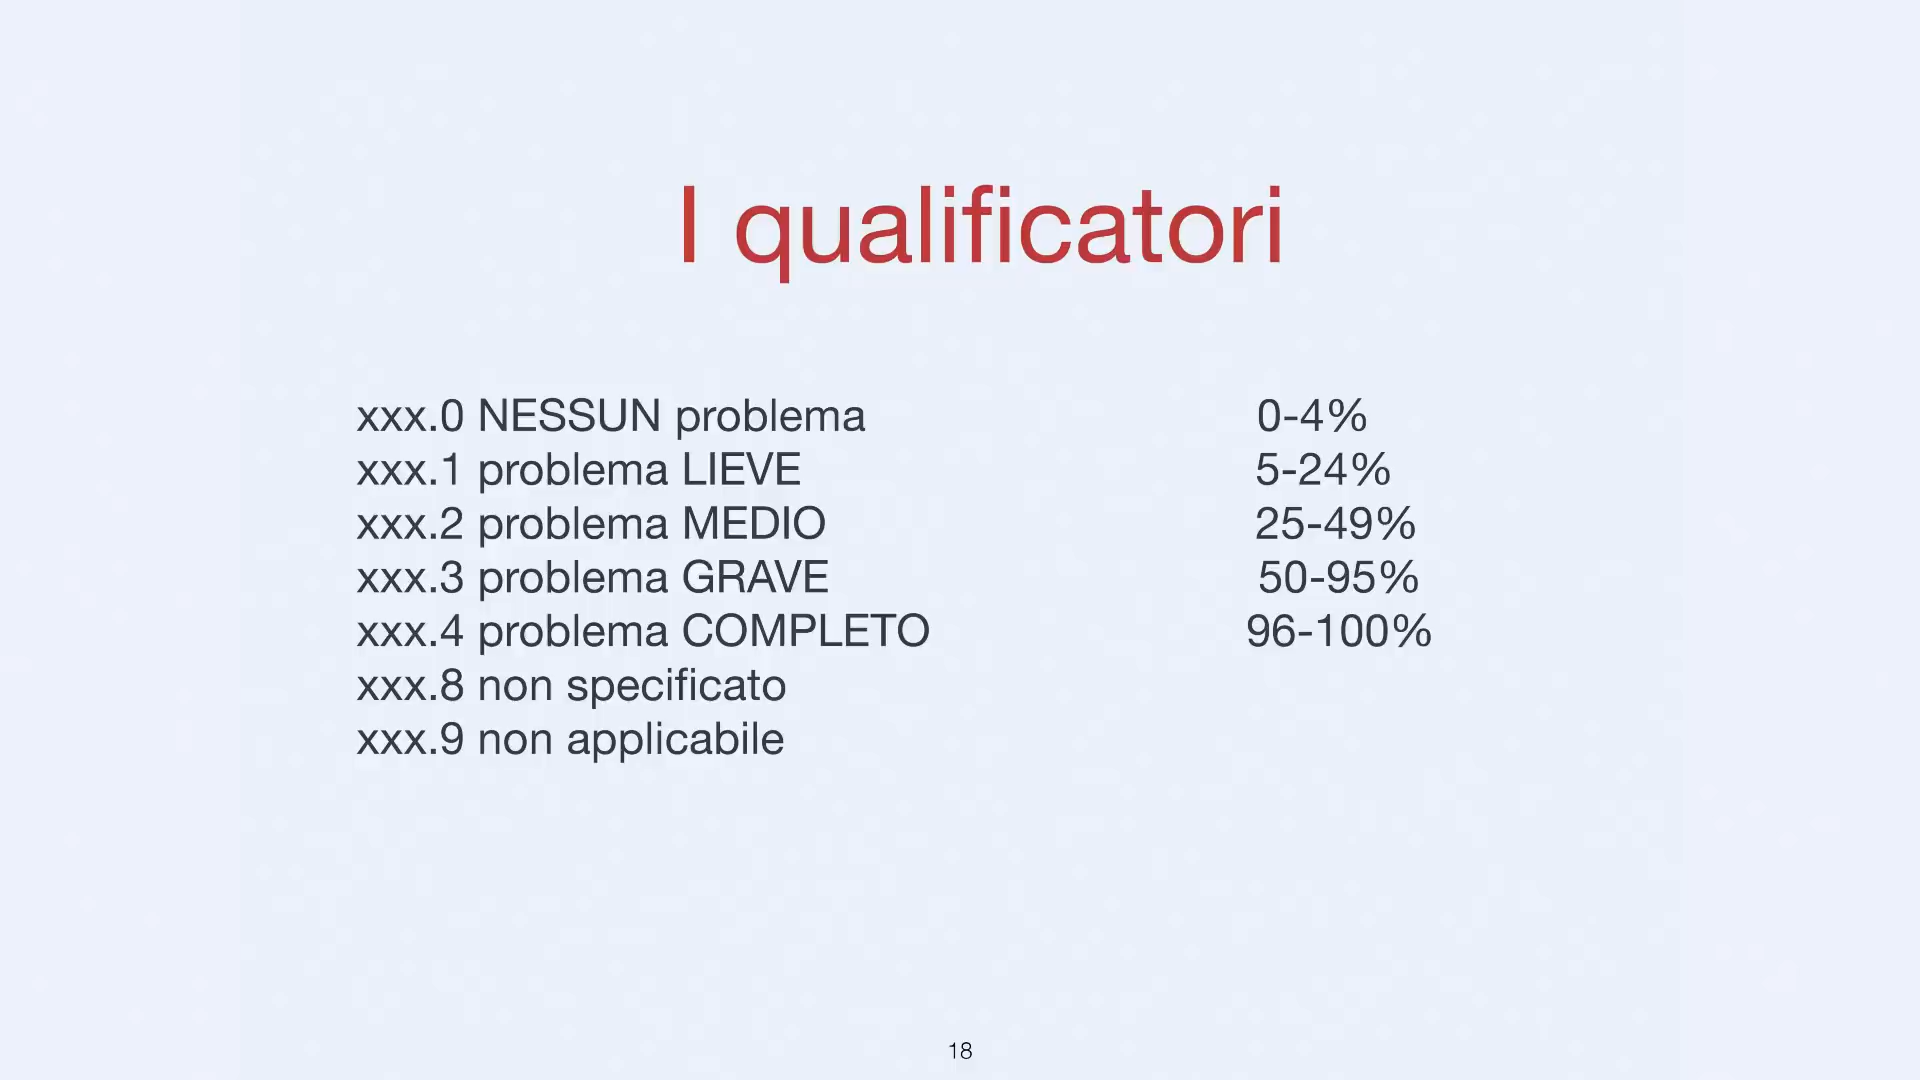 I qualificatori
xxx.0 NESSUN problema 0-4%
xxx.1 problema LIEVE 5-24%
xxx.2 problema MEDIO 25-49%
xxx.3 problema GRAVE 50-95%
xxx.4 problema COMPLETO 96-100%
xxx.8 non specificato
xxx.9 non applicabile
18